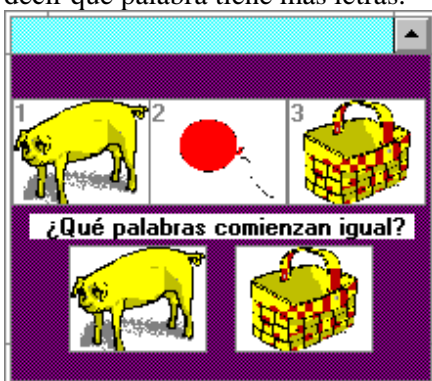 decir qué palabra tiene más letras.
1 2 3
¿Qué palabras comienzan igual?